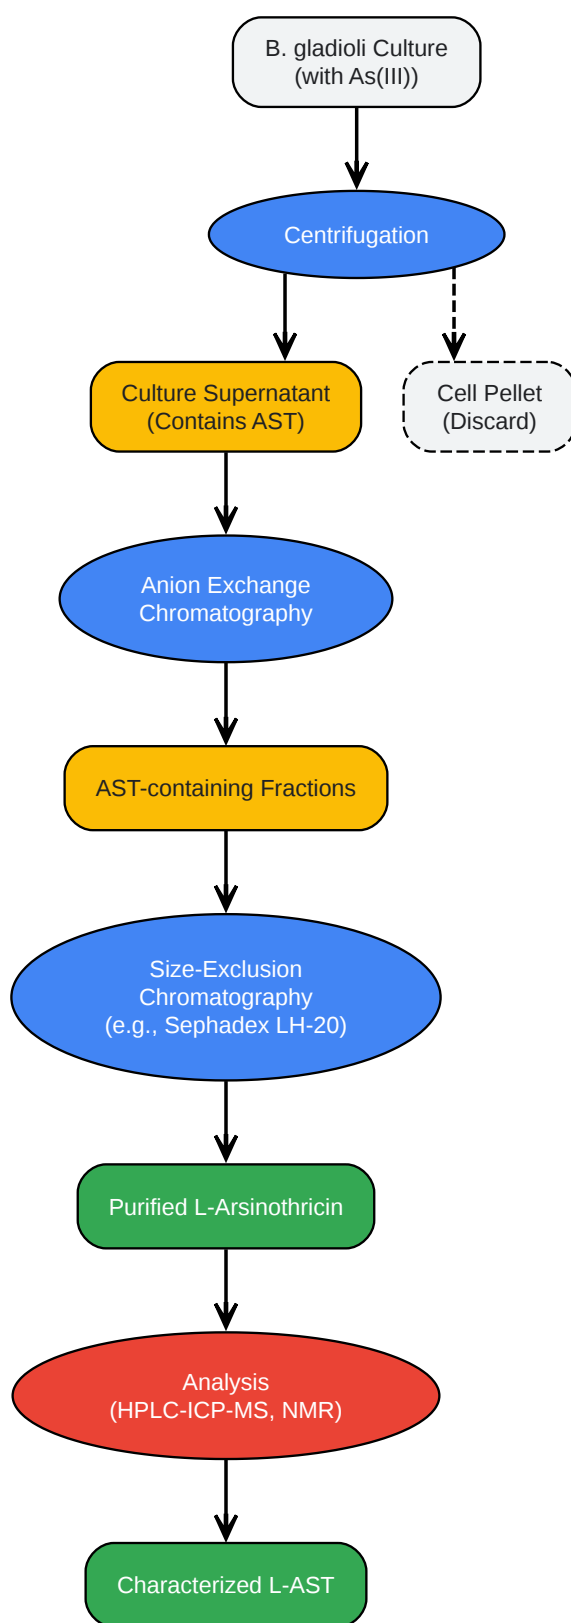 B. gladioli Culture
(with As(III))
Centrifugation
Culture Supernatant
(Contains AST)
Cell Pellet
(Discard)
Anion Exchange
Chromatography
AST-containing Fractions
Size-Exclusion
Chromatography
(e.g., Sephadex LH-20)
Purified L-Arsinothricin
Analysis
(HPLC-ICP-MS, NMR)
Characterized L-AST